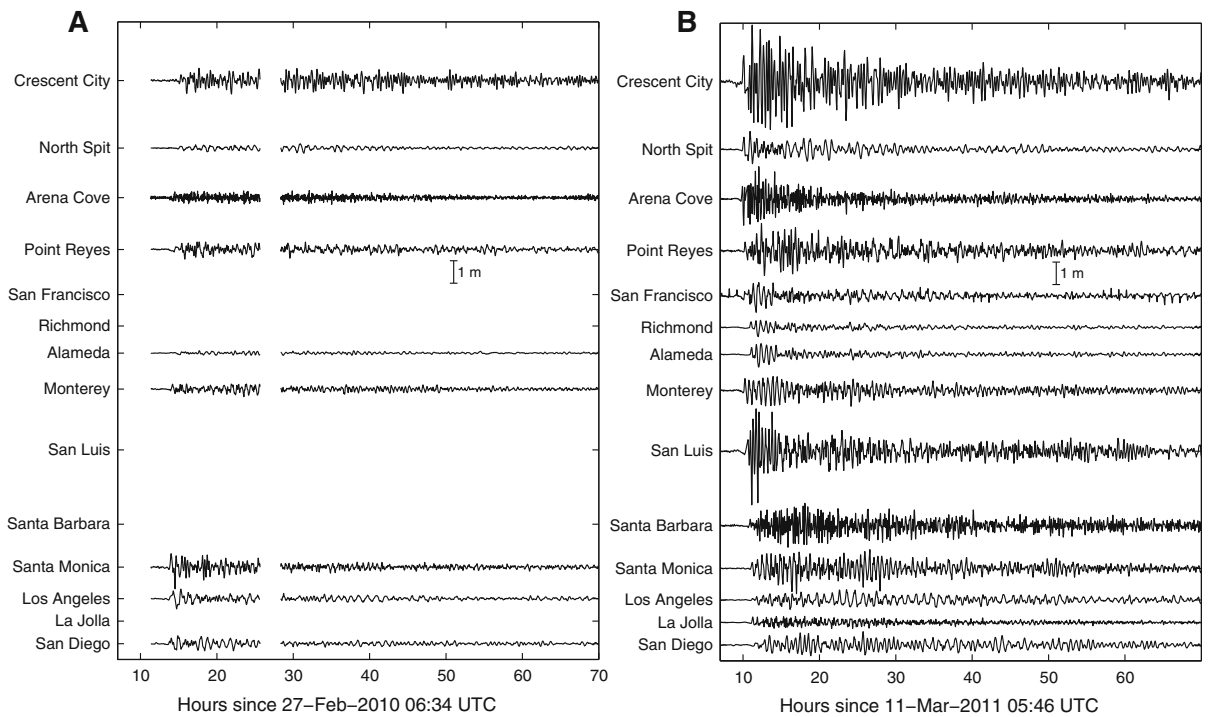 A
Crescent City
North Spit
Arena Cove
Point Reyes
1 m
San Francisco
Richmond
Alameda
Monterey
San Luis
Santa Barbara
Santa Monica
Los Angeles
La Jolla
San Diego
10 20 30 40 50 60 70
Hours since 27−Feb−2010 06:34 UTC
B
Crescent City
North Spit
Arena Cove
Point Reyes
1 m
San Francisco
Richmond
Alameda
Monterey
San Luis
Santa Barbara
Santa Monica
Los Angeles
La Jolla
San Diego
10 20 30 40 50 60
Hours since 11−Mar−2011 05:46 UTC